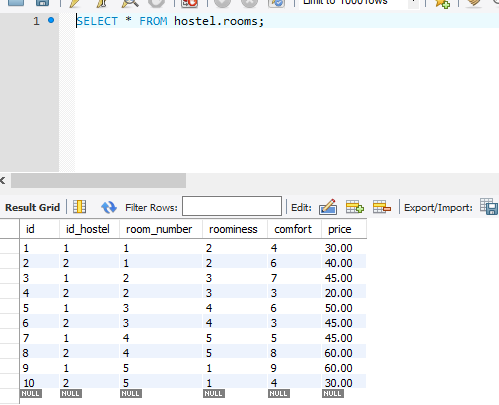 Limit to 1000 rows
1 SELECT * FROM hostel.rooms;
Result Grid Filter Rows: Edit: Export/Import:
id id_hostel room_number roominess comfort price
1 1 1 2 4 30.00
2 2 1 2 6 40.00
3 1 2 3 7 45.00
4 2 2 3 3 20.00
5 1 3 4 6 50.00
6 2 3 4 3 45.00
7 1 4 5 5 45.00
8 2 4 5 8 60.00
9 1 5 1 9 60.00
10 2 5 1 4 30.00
NULL NULL NULL NULL NULL NULL